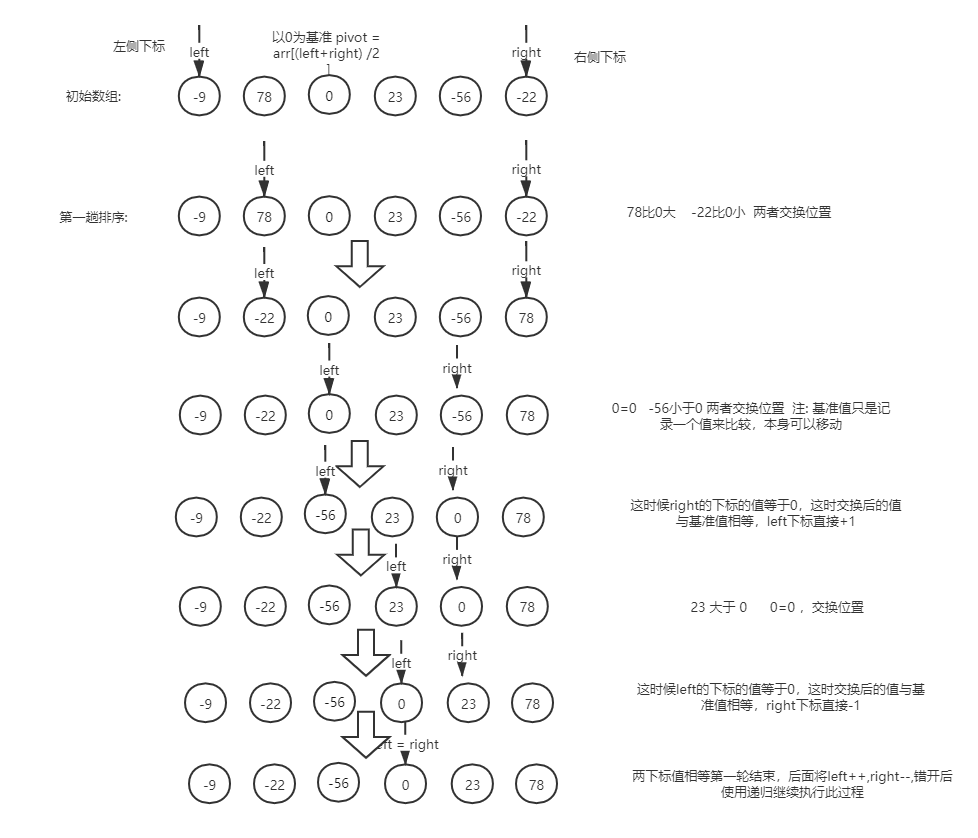 左侧下标
left
以0为基准 pivot =
arr[(left+right) /2
]
right
右侧下标
初始数组:
-9 78 0 23 -56 -22
left
right
第一趟排序:
-9 78 0 23 -56 -22
78比0大 -22比0小 两者交换位置
left
right
-9 -22 0 23 -56 78
left
right
-9 -22 0 23 -56 78
0=0 -56小于0 两者交换位置 注: 基准值只是记
录一个值来比较，本身可以移动
left
right
-9 -22 -56 23 0 78
这时候right的下标的值等于0，这时交换后的值
与基准值相等，left下标直接+1
left
right
-9 -22 -56 23 0 78
23 大于 0 0=0 ，交换位置
left
right
-9 -22 -56 0 23 78
这时候left的下标的值等于0，这时交换后的值与基
准值相等，right下标直接-1
left = right
-9 -22 -56 0 23 78
两下标值相等第一轮结束，后面将left++,right--,错开后
使用递归继续执行此过程